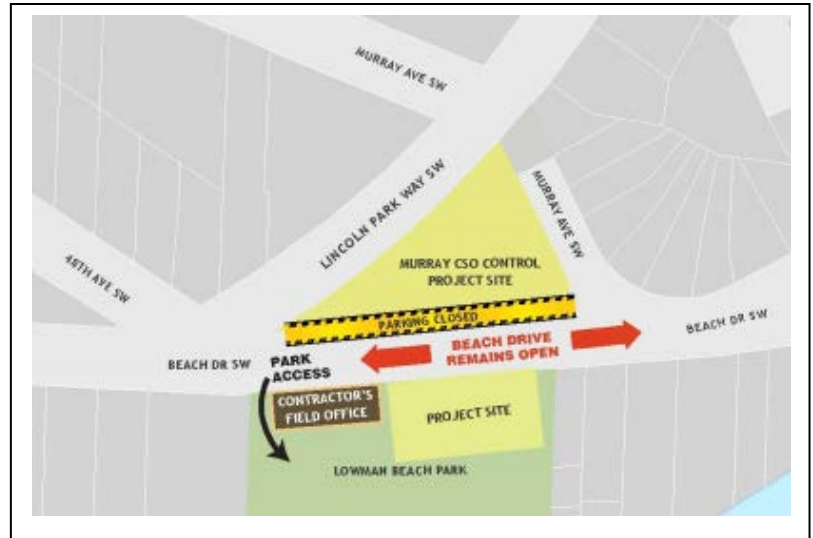 MURRAY AVE SW
LINCOLN PARK WAY SW
MURRAY AVE SW
48TH AVE SW
MURRAY CSO CONTROL
PROJECT SITE
PARKING CLOSED
BEACH DR SW
BEACH DRIVE
REMAINS OPEN
BEACH DR SW
PARK
ACCESS
CONTRACTOR'S
FIELD OFFICE
PROJECT SITE
LOWMAN BEACH PARK